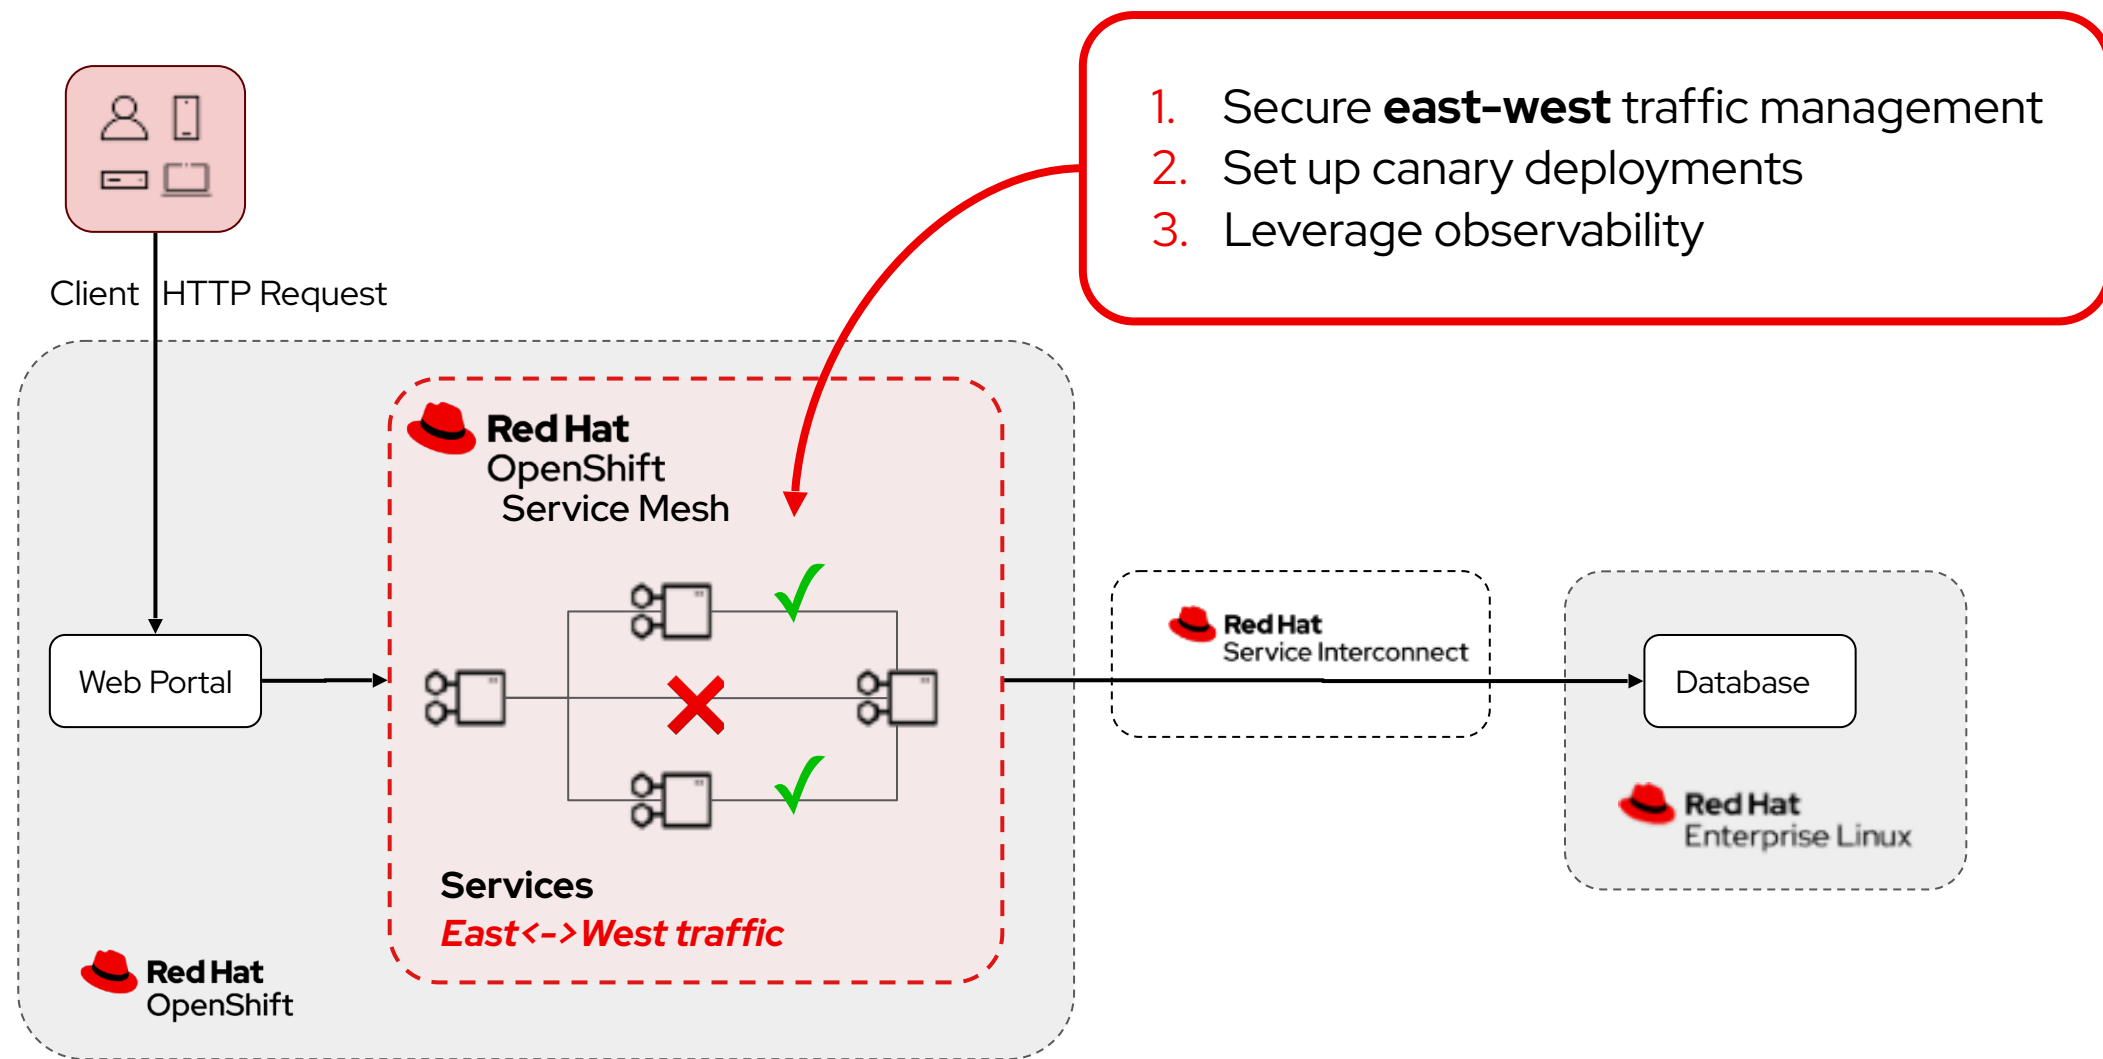 1. Secure east-west traffic management
2. Set up canary deployments
3. Leverage observability
Client HTTP Request
Red Hat
OpenShift
Service Mesh
Web Portal
Red Hat
Service Interconnect
Database
Red Hat
Enterprise Linux
Services
East<->West traffic
Red Hat
OpenShift